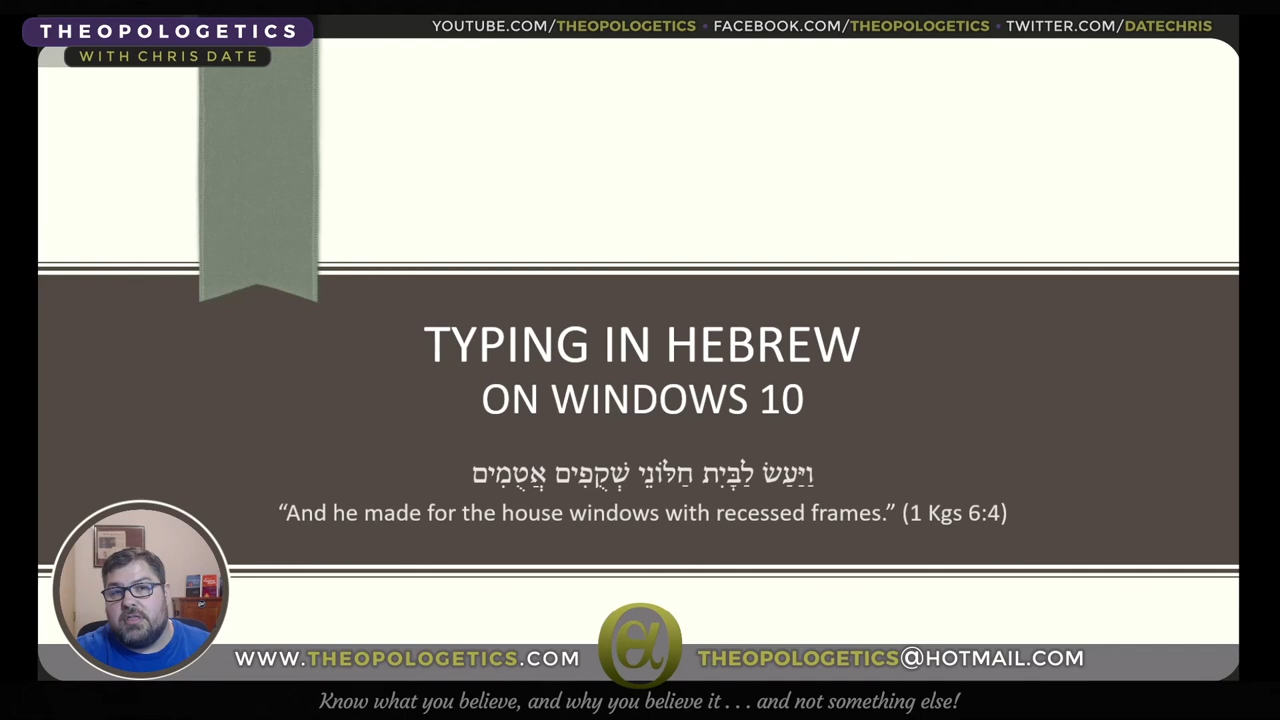 THEOPOLOGETICS
WITH CHRIS DATE
YOUTUBE.COM/THEOPOLOGETICS • FACEBOOK.COM/THEOPOLOGETICS • TWITTER.COM/DATECHRIS
TYPING IN HEBREW
ON WINDOWS 10
וַיַּעַשׂ לַבָּיִת חַלּוֹנֵי שְׁקֻפִים אֲטֻמִים
“And he made for the house windows with recessed frames.” (1 Kgs 6:4)
WWW.THEOPOLOGETICS.COM
THEOPOLOGETICS@HOTMAIL.COM
Know what you believe, and why you believe it . . . and not something else!